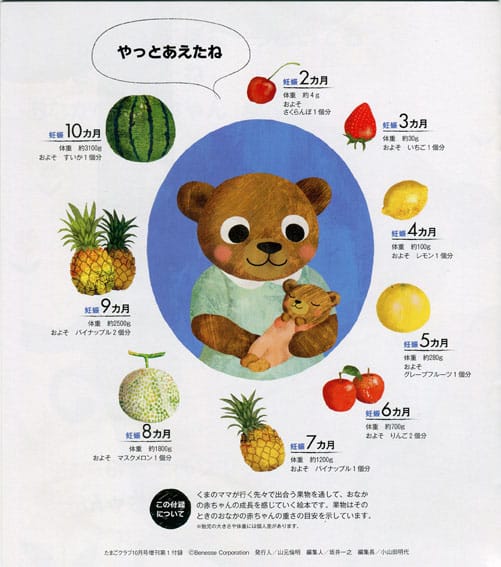 やっとあえたね
妊娠2カ月
体重 約4g
およそ
さくらんぼ1個分
妊娠3カ月
体重 約30g
およそ いちご1個分
妊娠4カ月
体重 約100g
およそ レモン1個分
妊娠5カ月
体重 約280g
およそ
グレープフルーツ1個分
妊娠6カ月
体重 約700g
およそ りんご2個分
妊娠7カ月
体重 約1200g
およそ パイナップル1個分
妊娠8カ月
体重 約1800g
およそ マスクメロン1個分
妊娠9カ月
体重 約2500g
およそ パイナップル2個分
妊娠10カ月
体重 約3100g
およそ すいか1個分
この付録
について
くまのママが行く先々で出合う果物を通して、おなか
の赤ちゃんの成長を感じていく絵本です。果物はその
ときのおなかの赤ちゃんの重さの目安を示しています。
※胎児の大きさや体重には個人差があります。
たまごクラブ10月号増刊第1付録 ©Benesse Corporation 発行人/山元倫明 編集人/坂井一之 編集長/小山田明代